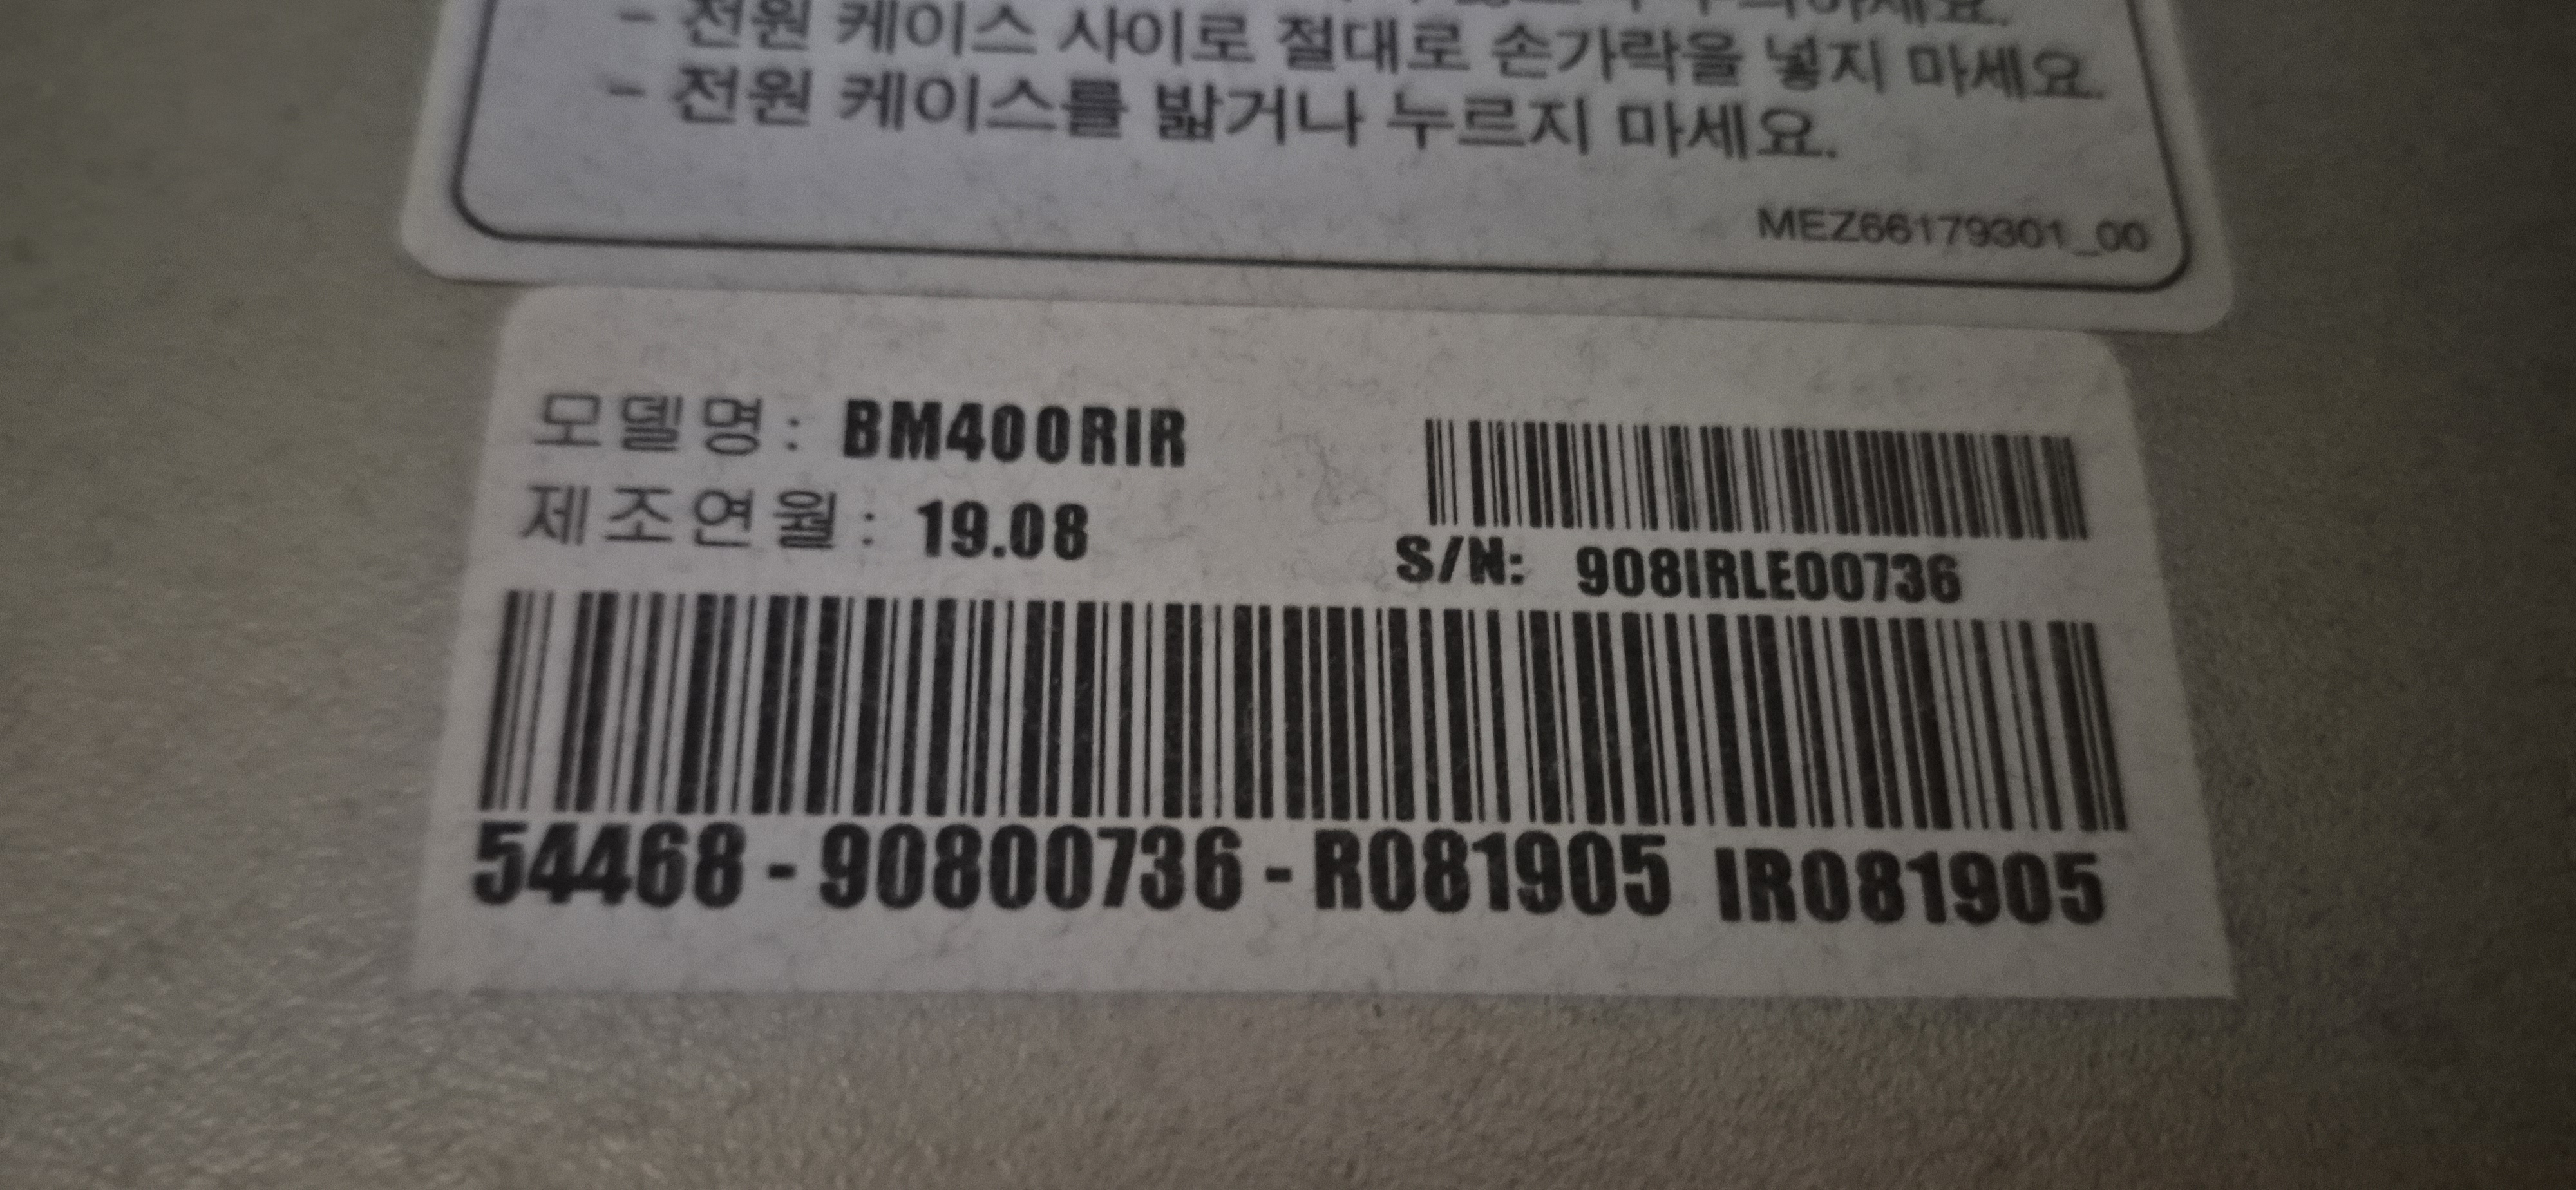 - 전원 케이스 사이로 절대로 손가락을 넣지 마세요.
- 전원 케이스를 밟거나 누르지 마세요.
MEZ66179301_00
모델명 : BM400RIR
제조연월 : 19.08
S/N: 908IRLE00736
54468 - 90800736 - R081905 IR081905